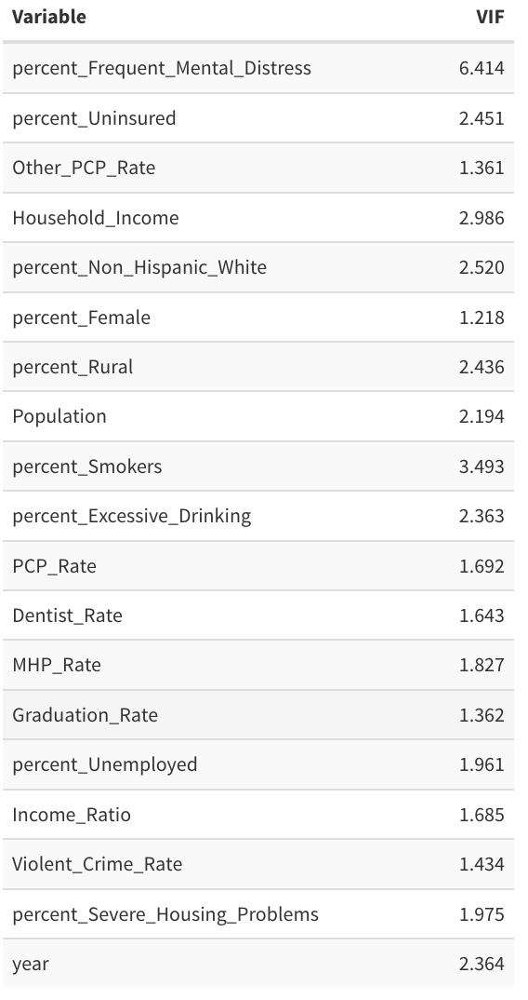 Variable VIF
percent_Frequent_Mental_Distress 6.414
percent_Uninsured 2.451
Other_PCP_Rate 1.361
Household_Income 2.986
percent_Non_Hispanic_White 2.520
percent_Female 1.218
percent_Rural 2.436
Population 2.194
percent_Smokers 3.493
percent_Excessive_Drinking 2.363
PCP_Rate 1.692
Dentist_Rate 1.643
MHP_Rate 1.827
Graduation_Rate 1.362
percent_Unemployed 1.961
Income_Ratio 1.685
Violent_Crime_Rate 1.434
percent_Severe_Housing_Problems 1.975
year 2.364